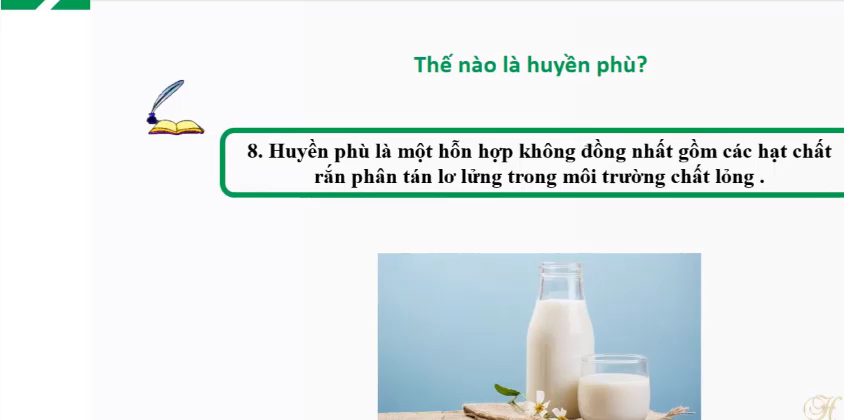 Thế nào là huyền phù?
8. Huyền phù là một hỗn hợp không đồng nhất gồm các hạt chất
rắn phân tán lơ lửng trong môi trường chất lỏng .